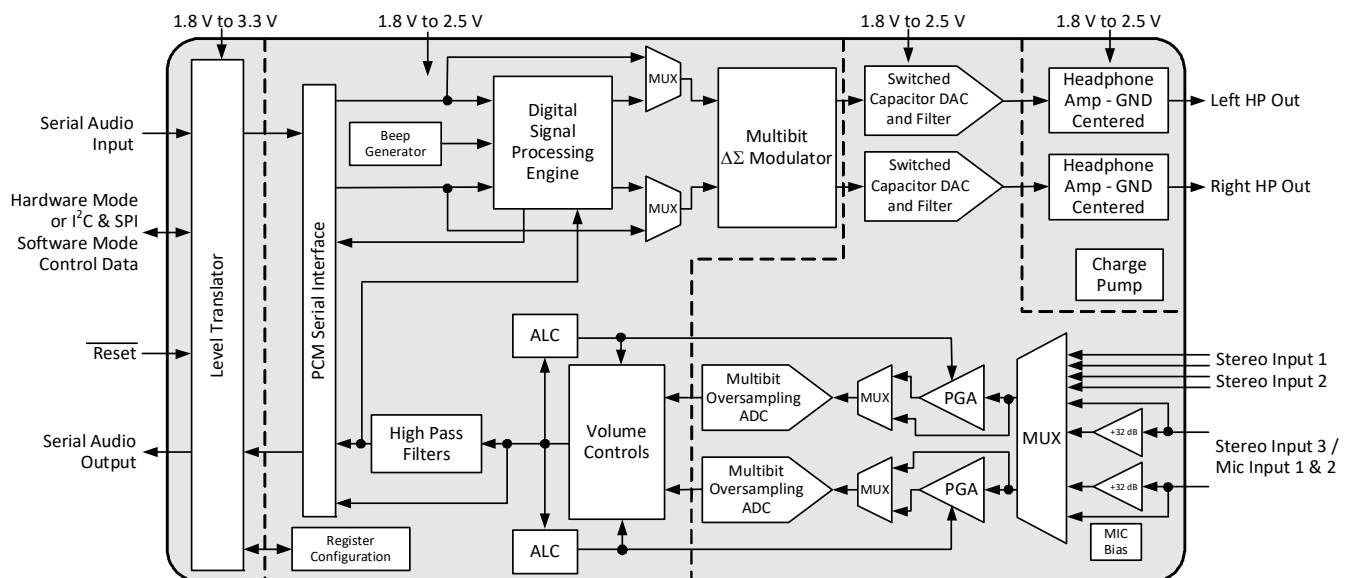 1.8 V to 3.3 V
1.8 V to 2.5 V
1.8 V to 2.5 V
1.8 V to 2.5 V
Serial Audio
Input
Hardware Mode
or I²C & SPI
Software Mode
Control Data
Reset
Serial Audio
Output
Level Translator
PCM Serial Interface
Beep
Generator
Digital
Signal
Processing
Engine
MUX
MUX
Multibit
ΔΣ Modulator
Switched
Capacitor DAC
and Filter
Switched
Capacitor DAC
and Filter
Headphone
Amp - GND
Centered
Headphone
Amp - GND
Centered
Left HP Out
Right HP Out
Charge
Pump
ALC
High Pass
Filters
Volume
Controls
ALC
Register
Configuration
Multibit
Oversampling
ADC
Multibit
Oversampling
ADC
MUX
MUX
PGA
PGA
MUX
+32 dB
+32 dB
MIC
Bias
Stereo Input 1
Stereo Input 2
Stereo Input 3 /
Mic Input 1 & 2